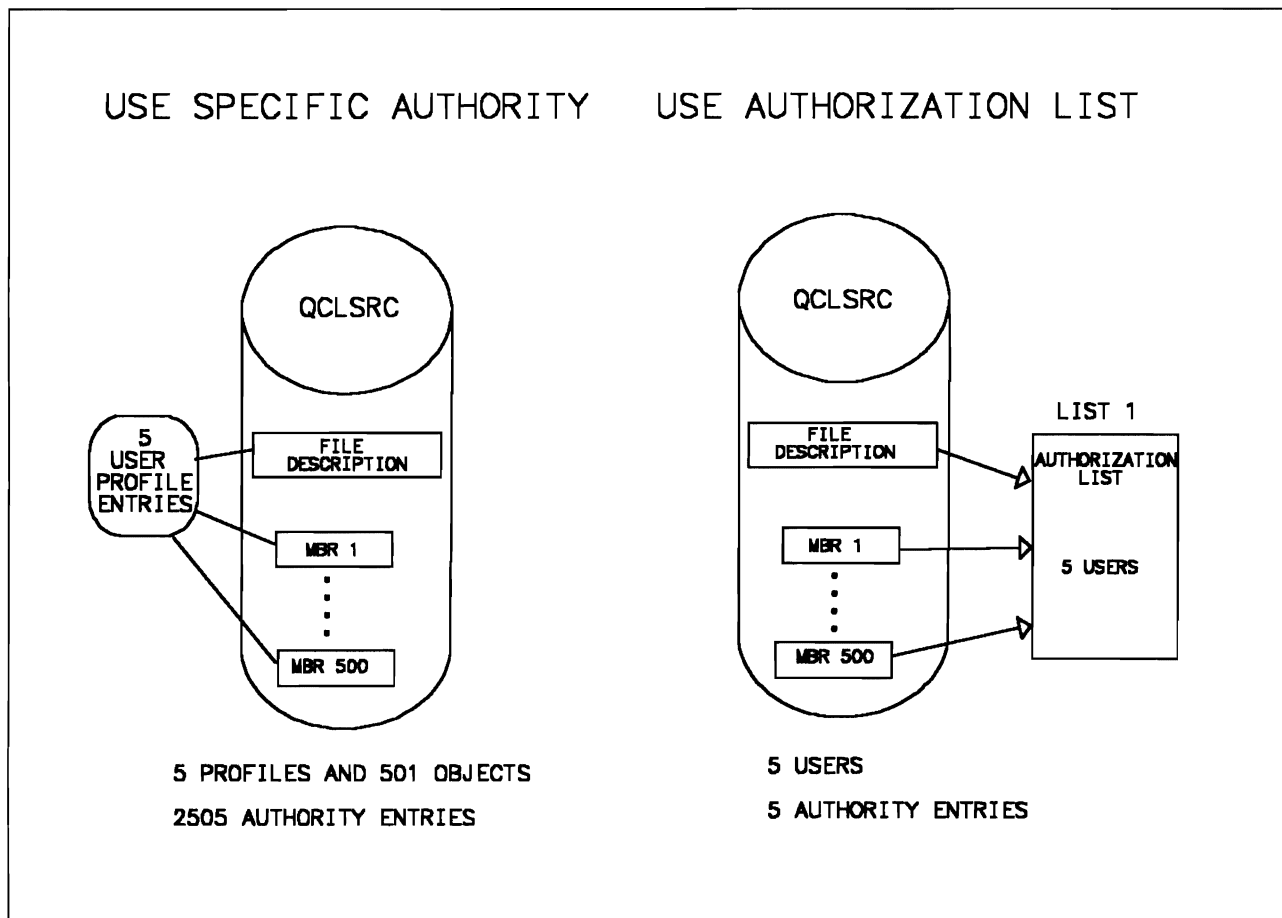 USE SPECIFIC AUTHORITY
QCLSRC
5
USER
PROFILE
ENTRIES
FILE
DESCRIPTION
MBR 1
MBR 500
5 PROFILES AND 501 OBJECTS
2505 AUTHORITY ENTRIES
USE AUTHORIZATION LIST
QCLSRC
FILE
DESCRIPTION
MBR 1
MBR 500
LIST 1
AUTHORIZATION
LIST
5 USERS
5 USERS
5 AUTHORITY ENTRIES